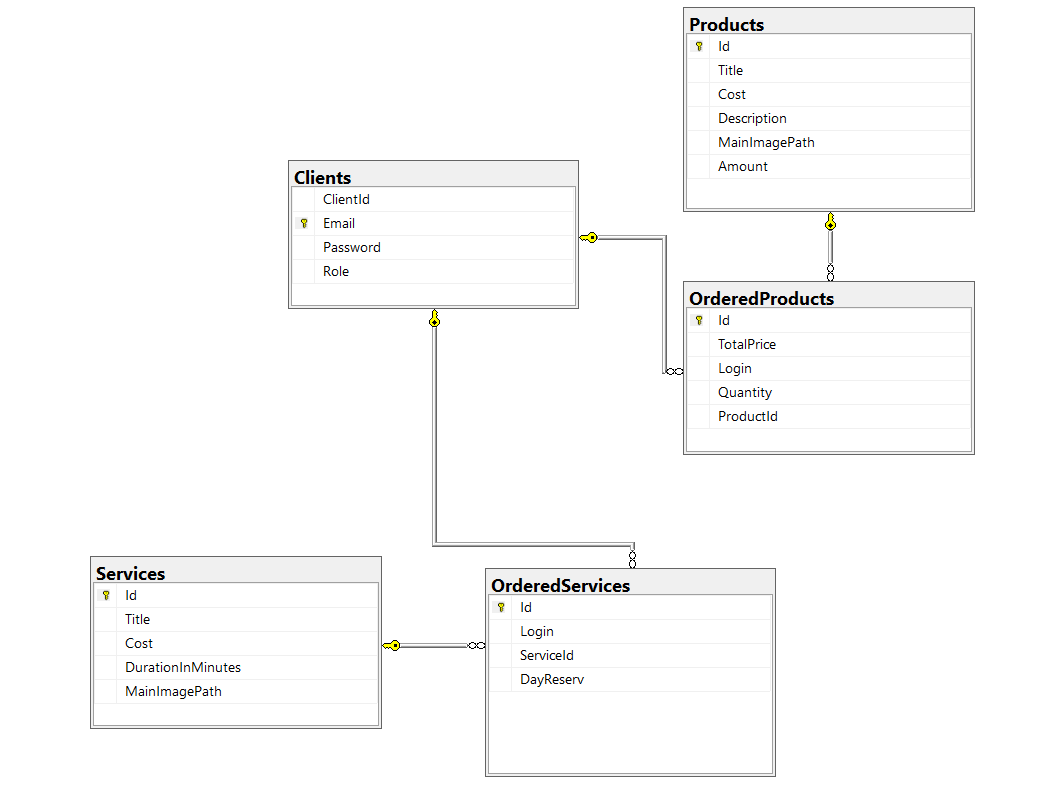 Products
Id
Title
Cost
Description
MainImagePath
Amount
Clients
ClientId
Email
Password
Role
OrderedProducts
Id
TotalPrice
Login
Quantity
ProductId
Services
Id
Title
Cost
DurationInMinutes
MainImagePath
OrderedServices
Id
Login
ServiceId
DayReserv